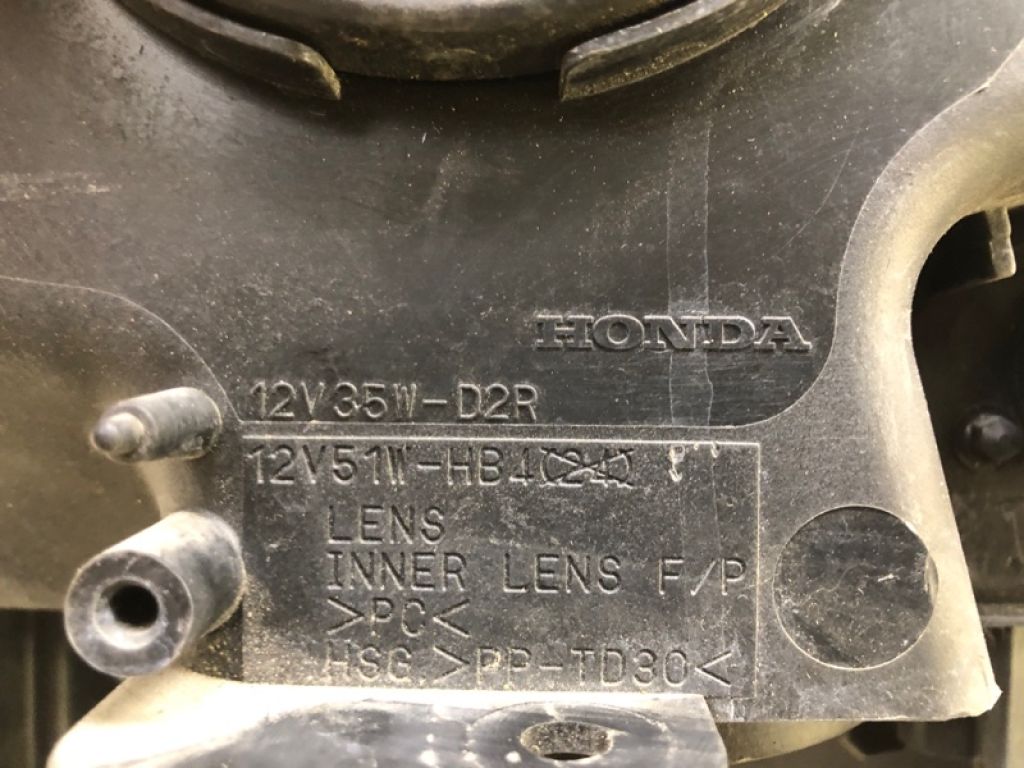 HONDA
12V35W-D2R
12V51W-HB4
LENS
INNER LENS F/P
>PC<
HSG >PP-TD30<